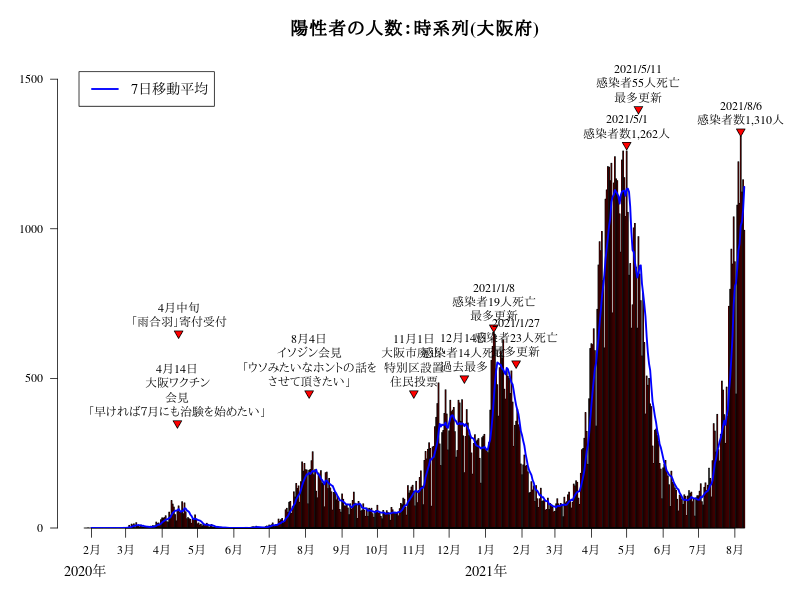 陽性者の人数：時系列(大阪府)
7日移動平均
1500
1000
500
0
2021/5/11
感染者55人死亡
最多更新
2021/5/1
感染者数1,262人
2021/8/6
感染者数1,310人
4月中旬
「雨合羽」寄付受付
4月14日
大阪ワクチン
会見
「早ければ7月にも治験を始めたい」
8月4日
イソジン会見
「ウソみたいなホントの話を
させて頂きたい」
11月1日
大阪市廃止
特別区設置
住民投票
12月14日
感染者14人死亡
過去最多
2021/1/8
感染者19人死亡
最多更新
2021/1/27
感染者23人死亡
最多更新
2月 3月 4月 5月 6月 7月 8月 9月 10月 11月 12月 1月 2月 3月 4月 5月 6月 7月 8月
2020年 2021年